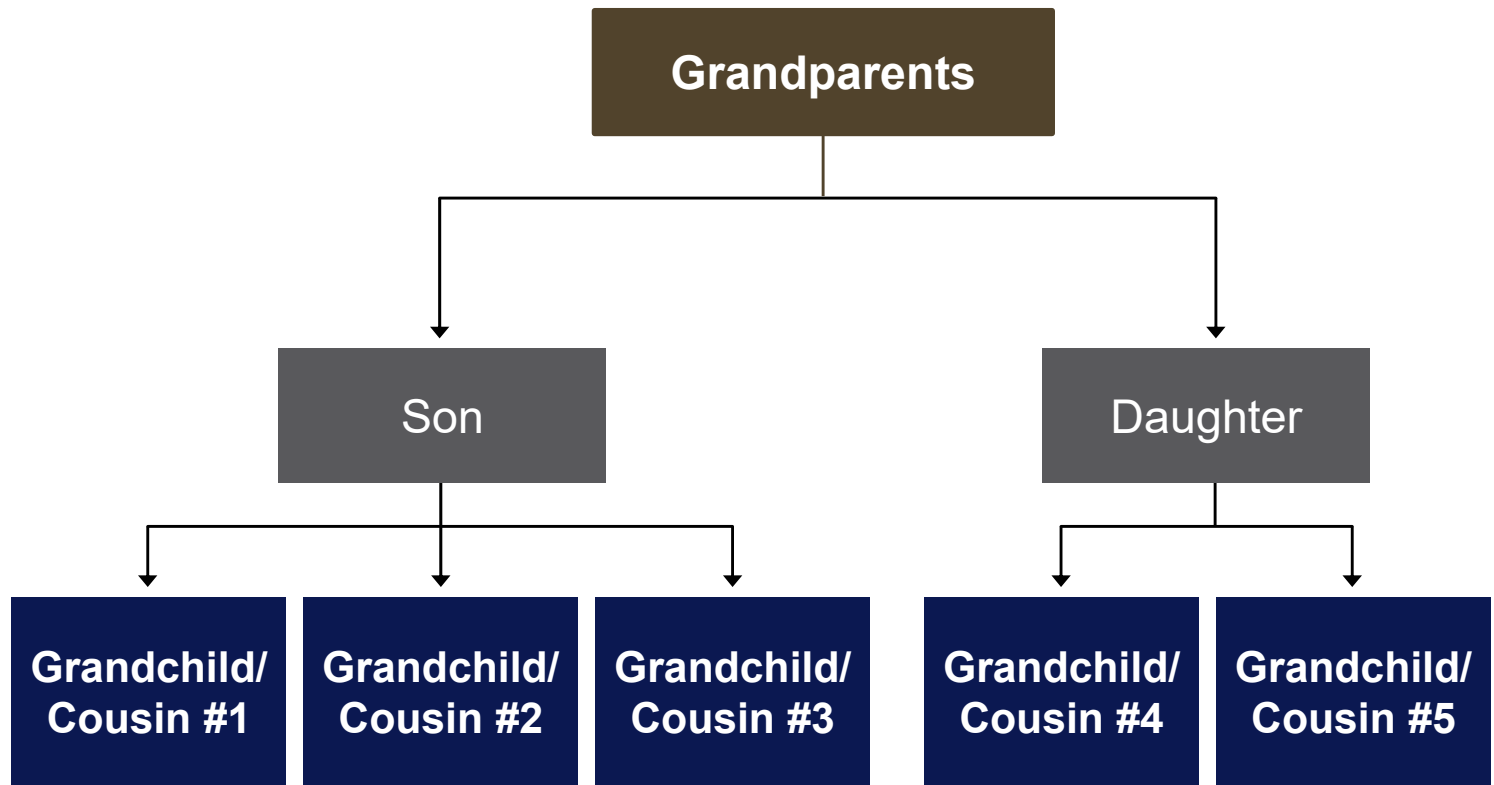 Grandparents
Son
Daughter
Grandchild/
Cousin #1
Grandchild/
Cousin #2
Grandchild/
Cousin #3
Grandchild/
Cousin #4
Grandchild/
Cousin #5